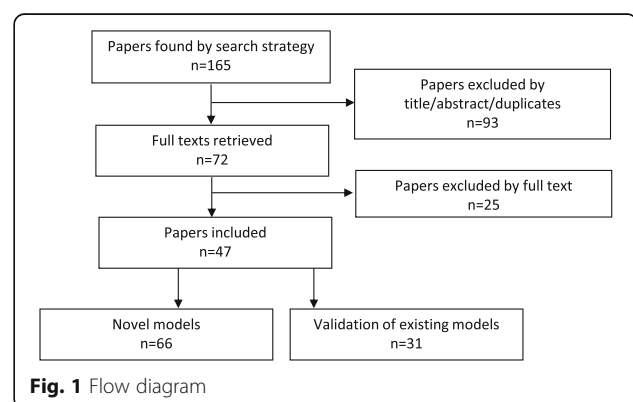 Papers found by search strategy
n=165
Papers excluded by
title/abstract/duplicates
n=93
Full texts retrieved
n=72
Papers excluded by full text
n=25
Papers included
n=47
Novel models
n=66
Validation of existing models
n=31
Fig. 1 Flow diagram